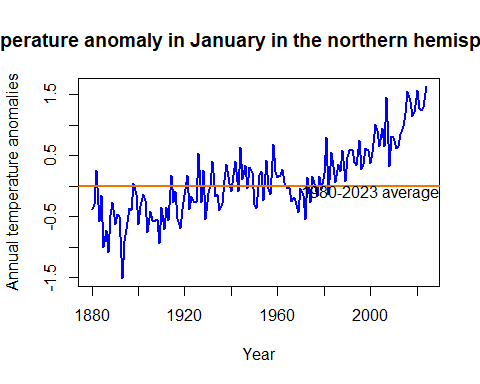 perature anomaly in January in the northern hemisp
Annual temperature anomalies
1.5
0.5
-0.5
-1.5
1980-2023 average
1880
1920
1960
2000
Year